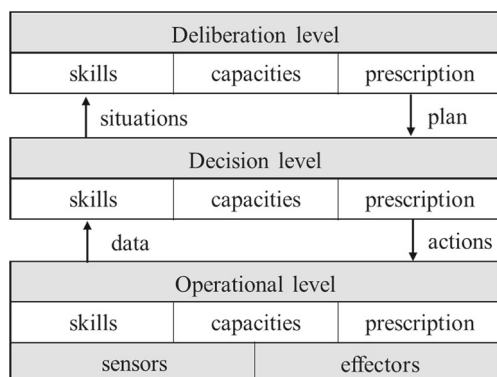 Deliberation level
skills capacities prescription
situations plan
Decision level
skills capacities prescription
data actions
Operational level
skills capacities prescription
sensors effectors